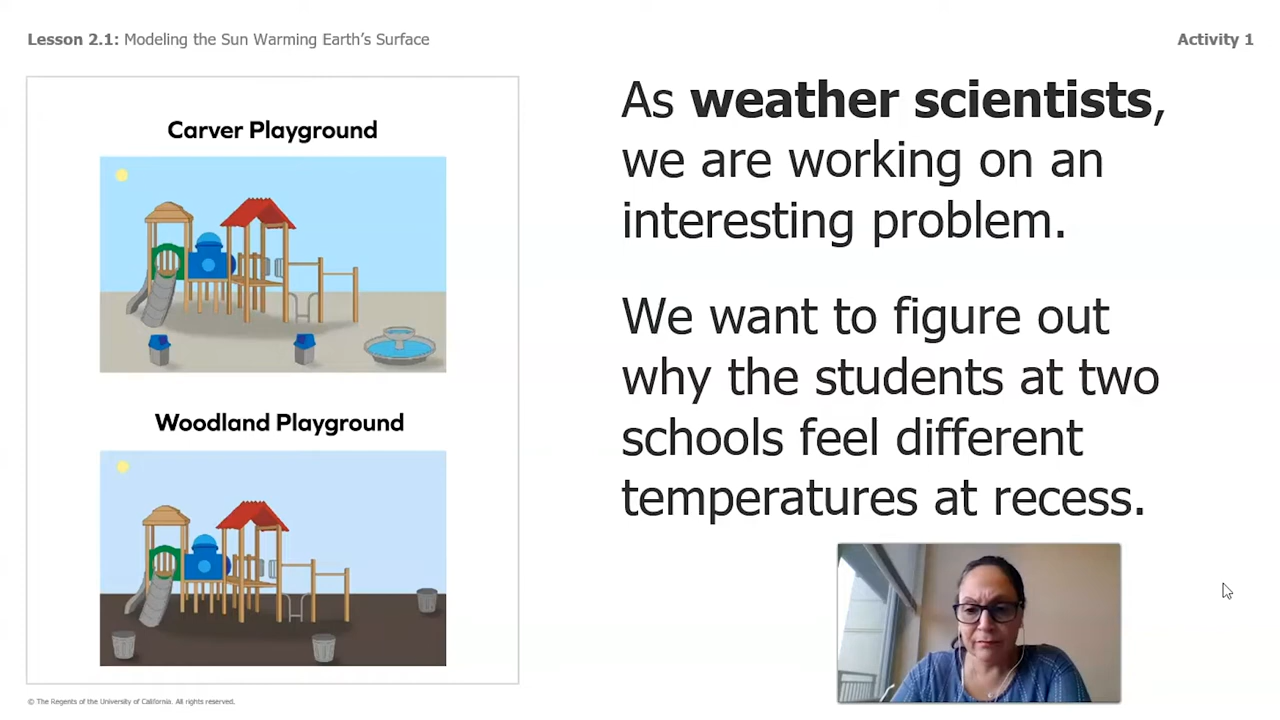 Lesson 2.1: Modeling the Sun Warming Earth's Surface
Activity 1
Carver Playground
Woodland Playground
As weather scientists,
we are working on an
interesting problem.
We want to figure out
why the students at two
schools feel different
temperatures at recess.
© The Regents of the University of California. All rights reserved.